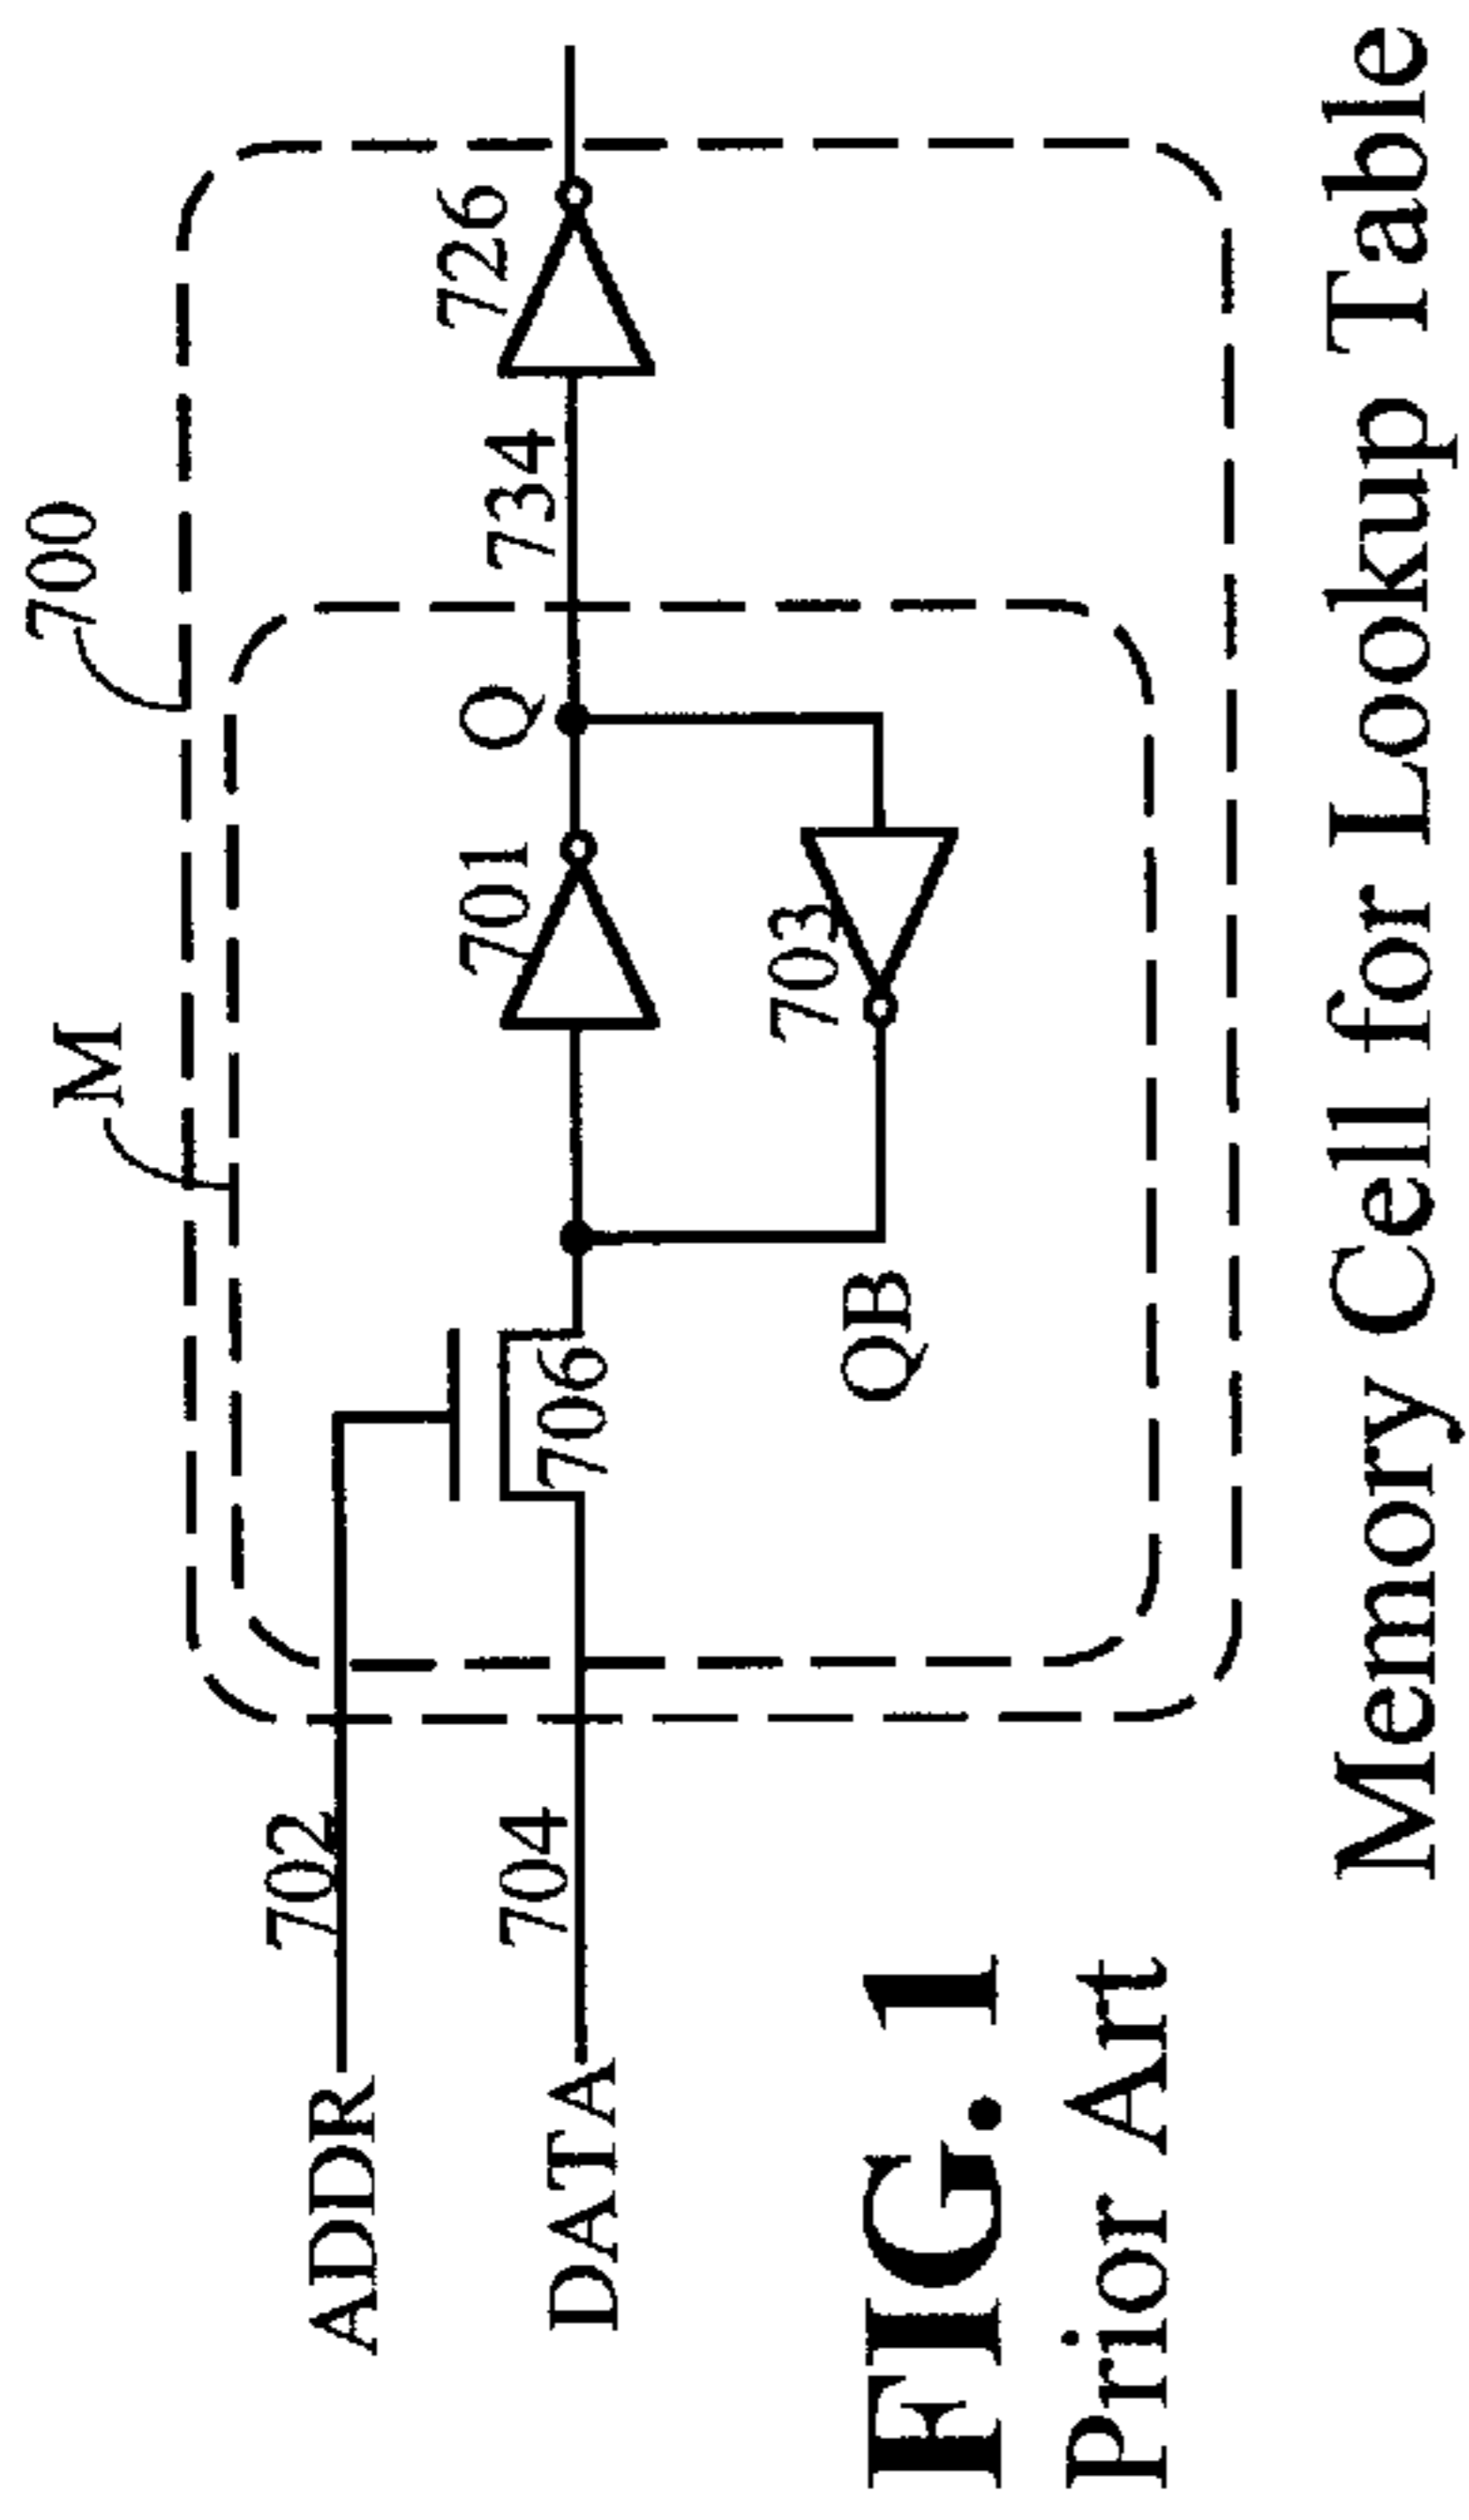 700
M
ADDR
702
726
701
Q
734
DATA
704
706
703
QB
FIG. 1
Prior Art
Memory Cell for Lookup Table